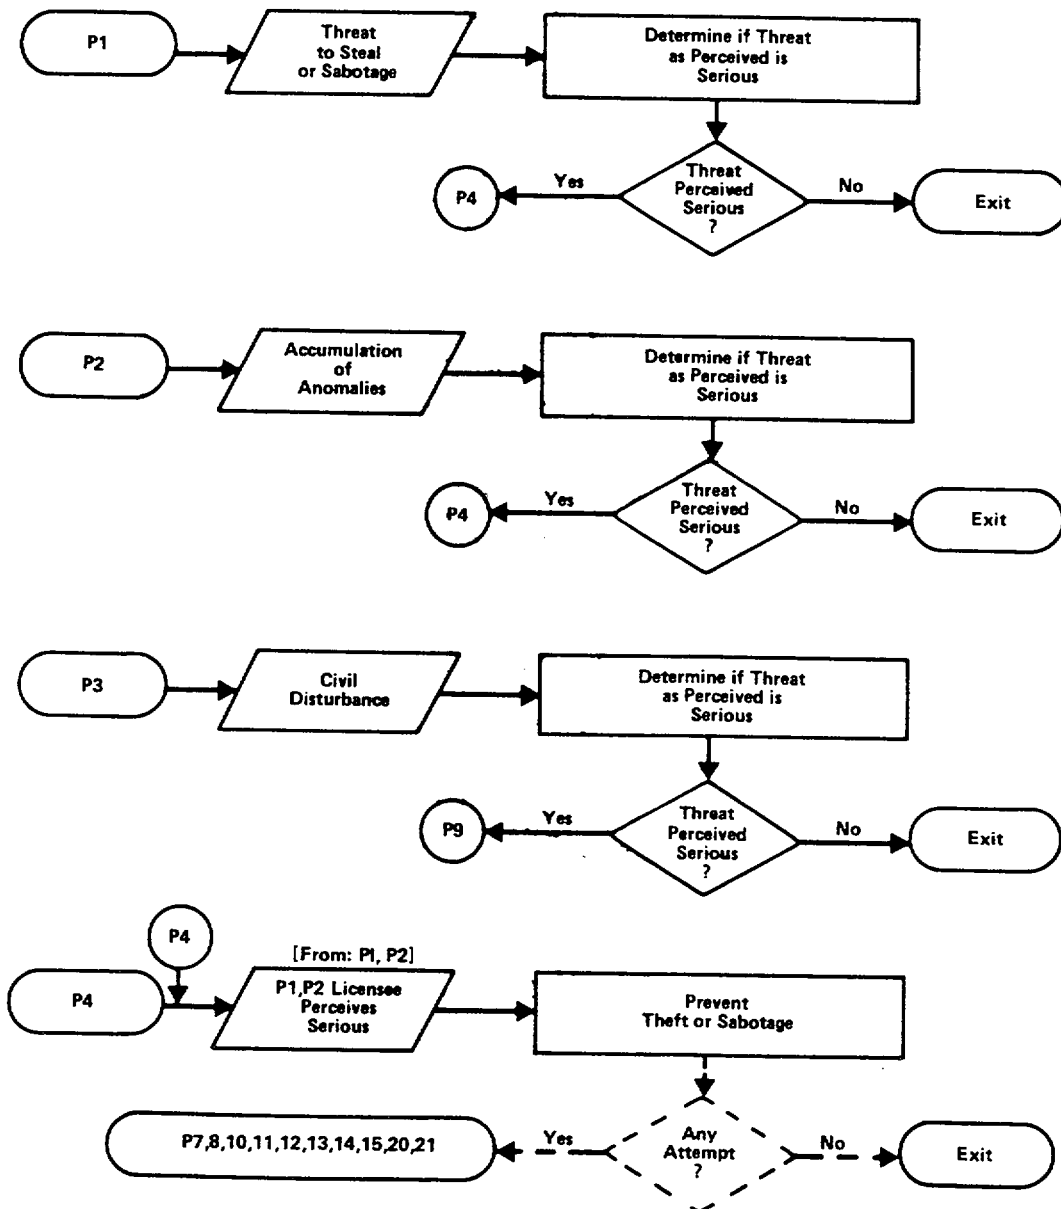 P1
Threat
to Steal
or Sabotage
Determine if Threat
as Perceived is
Serious
P4
Yes
Threat
Perceived
Serious
?
No
Exit
P2
Accumulation
of
Anomalies
Determine if Threat
as Perceived is
Serious
P4
Yes
Threat
Perceived
Serious
?
No
Exit
P3
Civil
Disturbance
Determine if Threat
as Perceived is
Serious
P9
Yes
Threat
Perceived
Serious
?
No
Exit
P4
[From: P1, P2]
P4
P1,P2 Licensee
Perceives
Serious
Prevent
Theft or Sabotage
P7,8,10,11,12,13,14,15,20,21
Yes
Any
Attempt
?
No
Exit